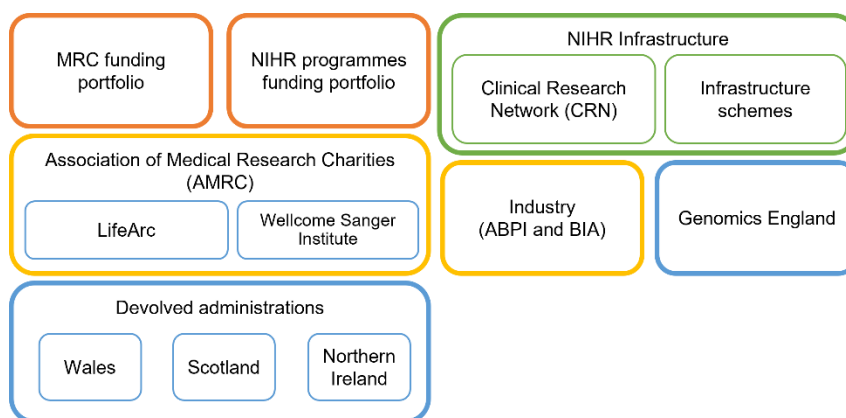 MRC funding
portfolio
NIHR programmes
funding portfolio
NIHR Infrastructure
Clinical Research
Network (CRN)
Infrastructure
schemes
Association of Medical Research Charities
(AMRC)
LifeArc
Wellcome Sanger
Institute
Industry
(ABPI and BIA)
Genomics England
Devolved administrations
Wales
Scotland
Northern
Ireland